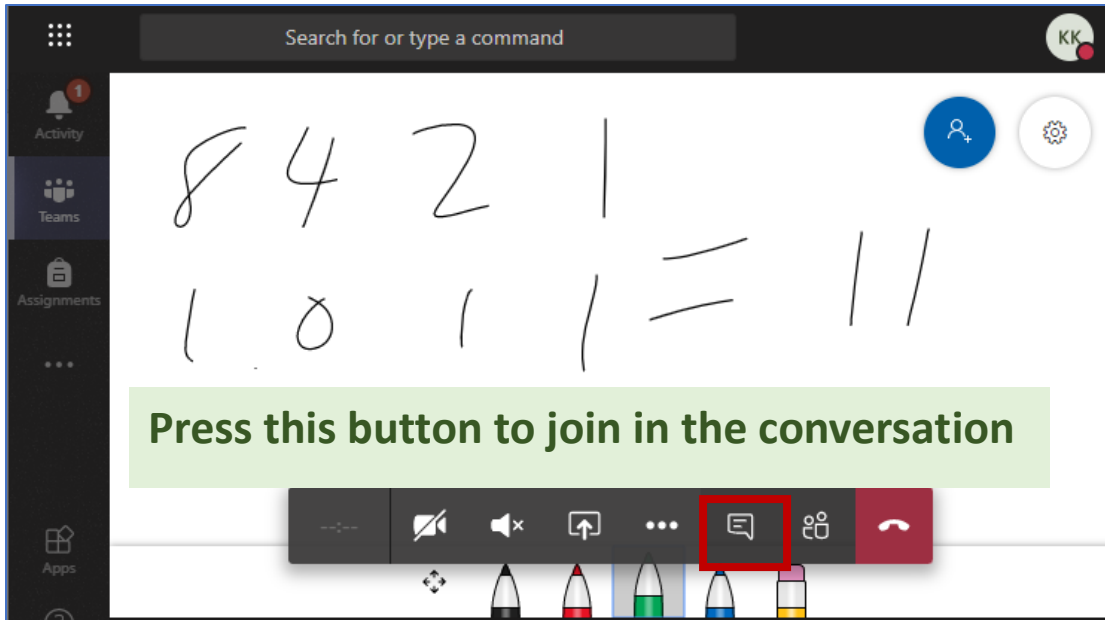 Search for or type a command
KK
1
Activity
Teams
Assignments
Apps
8 4 2 1
1 0 1 1 = 11
Press this button to join in the conversation
--:--